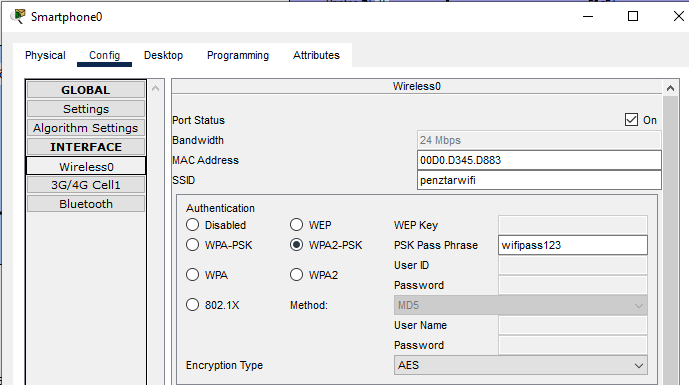 Smartphone0
Physical Config Desktop Programming Attributes
GLOBAL
Settings
Algorithm Settings
INTERFACE
Wireless0
3G/4G Cell1
Bluetooth
Wireless0
Port Status On
Bandwidth 24 Mbps
MAC Address 00D0.D345.D883
SSID penztarwifi
Authentication
Disabled WEP WEP Key
WPA-PSK WPA2-PSK PSK Pass Phrase wifipass123
User ID
WPA WPA2
Password
802.1X Method: MD5
User Name
Password
Encryption Type AES